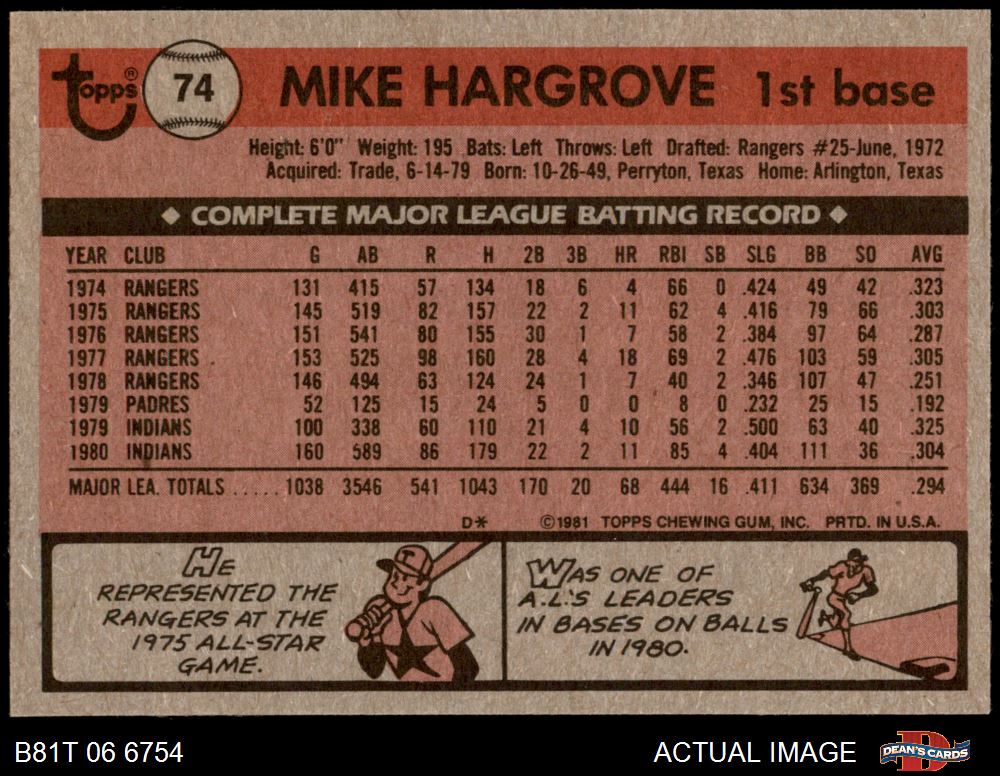 topps® 74 MIKE HARGROVE 1st base
Height: 6'0" Weight: 195 Bats: Left Throws: Left Drafted: Rangers #25-June, 1972
Acquired: Trade, 6-14-79 Born: 10-26-49, Perryton, Texas Home: Arlington, Texas
◆ COMPLETE MAJOR LEAGUE BATTING RECORD ◆
YEAR CLUB G AB R H 2B 3B HR RBI SB SLG BB SO AVG
1974 RANGERS 131 415 57 134 18 6 4 66 0 .424 49 42 .323
1975 RANGERS 145 519 82 157 22 2 11 62 4 .416 79 66 .303
1976 RANGERS 151 541 80 155 30 1 7 58 2 .384 97 64 .287
1977 RANGERS 153 525 98 160 28 4 18 69 2 .476 103 59 .305
1978 RANGERS 146 494 63 124 24 1 7 40 2 .346 107 47 .251
1979 PADRES 52 125 15 24 5 0 0 8 0 .232 25 15 .192
1979 INDIANS 100 338 60 110 21 4 10 56 2 .500 63 40 .325
1980 INDIANS 160 589 86 179 22 2 11 85 4 .404 111 36 .304
MAJOR LEA. TOTALS ..... 1038 3546 541 1043 170 20 68 444 16 .411 634 369 .294
D* ©1981 TOPPS CHEWING GUM, INC. PRTD. IN U.S.A.
HE
REPRESENTED THE
RANGERS AT THE
1975 ALL-STAR
GAME.
T
WAS ONE OF
A.L.'S LEADERS
IN BASES ON BALLS
IN 1980.
B81T 06 6754 ACTUAL IMAGE DEAN'S CARDS